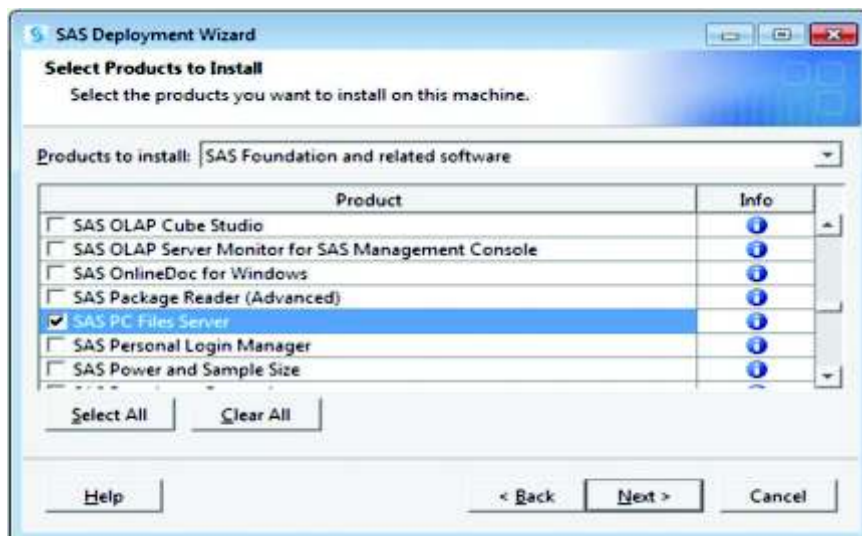 SAS Deployment Wizard
Select Products to Install
Select the products you want to install on this machine.
Products to install: SAS Foundation and related software
Product Info
SAS OLAP Cube Studio
SAS OLAP Server Monitor for SAS Management Console
SAS OnlineDoc for Windows
SAS Package Reader (Advanced)
SAS PC Files Server
SAS Personal Login Manager
SAS Power and Sample Size
Select All Clear All
Help < Back Next > Cancel